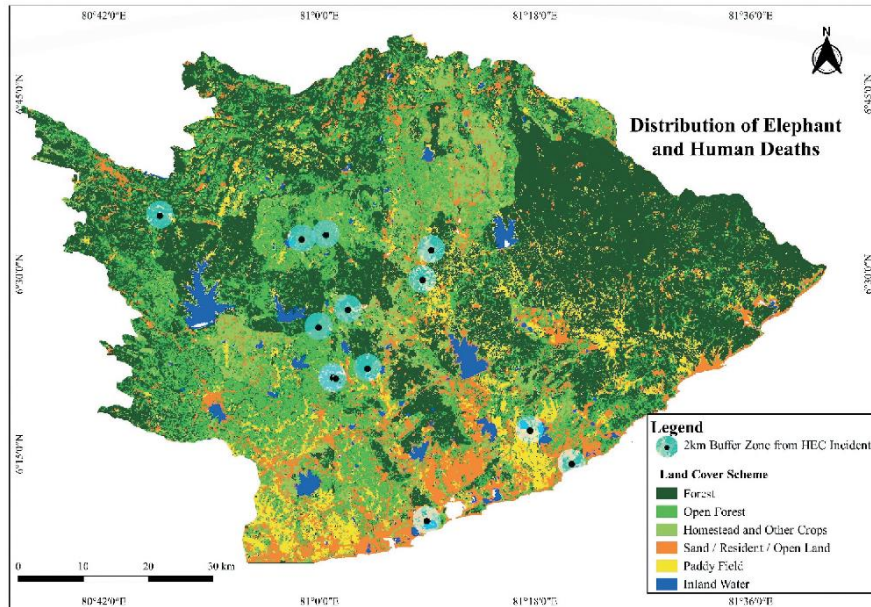 80°42'0"E 81°0'0"E 81°18'0"E 81°36'0"E
6°45'0"N
6°45'0"N
Distribution of Elephant
and Human Deaths
6°30'0"N
6°30'0"N
6°15'0"N
Legend
2km Buffer Zone from HEC Incident
Land Cover Scheme
Forest
Open Forest
Homestead and Other Crops
Sand / Resident / Open Land
Paddy Field
Inland Water
0 10 20 30 km
80°42'0"E 81°0'0"E 81°18'0"E 81°36'0"E